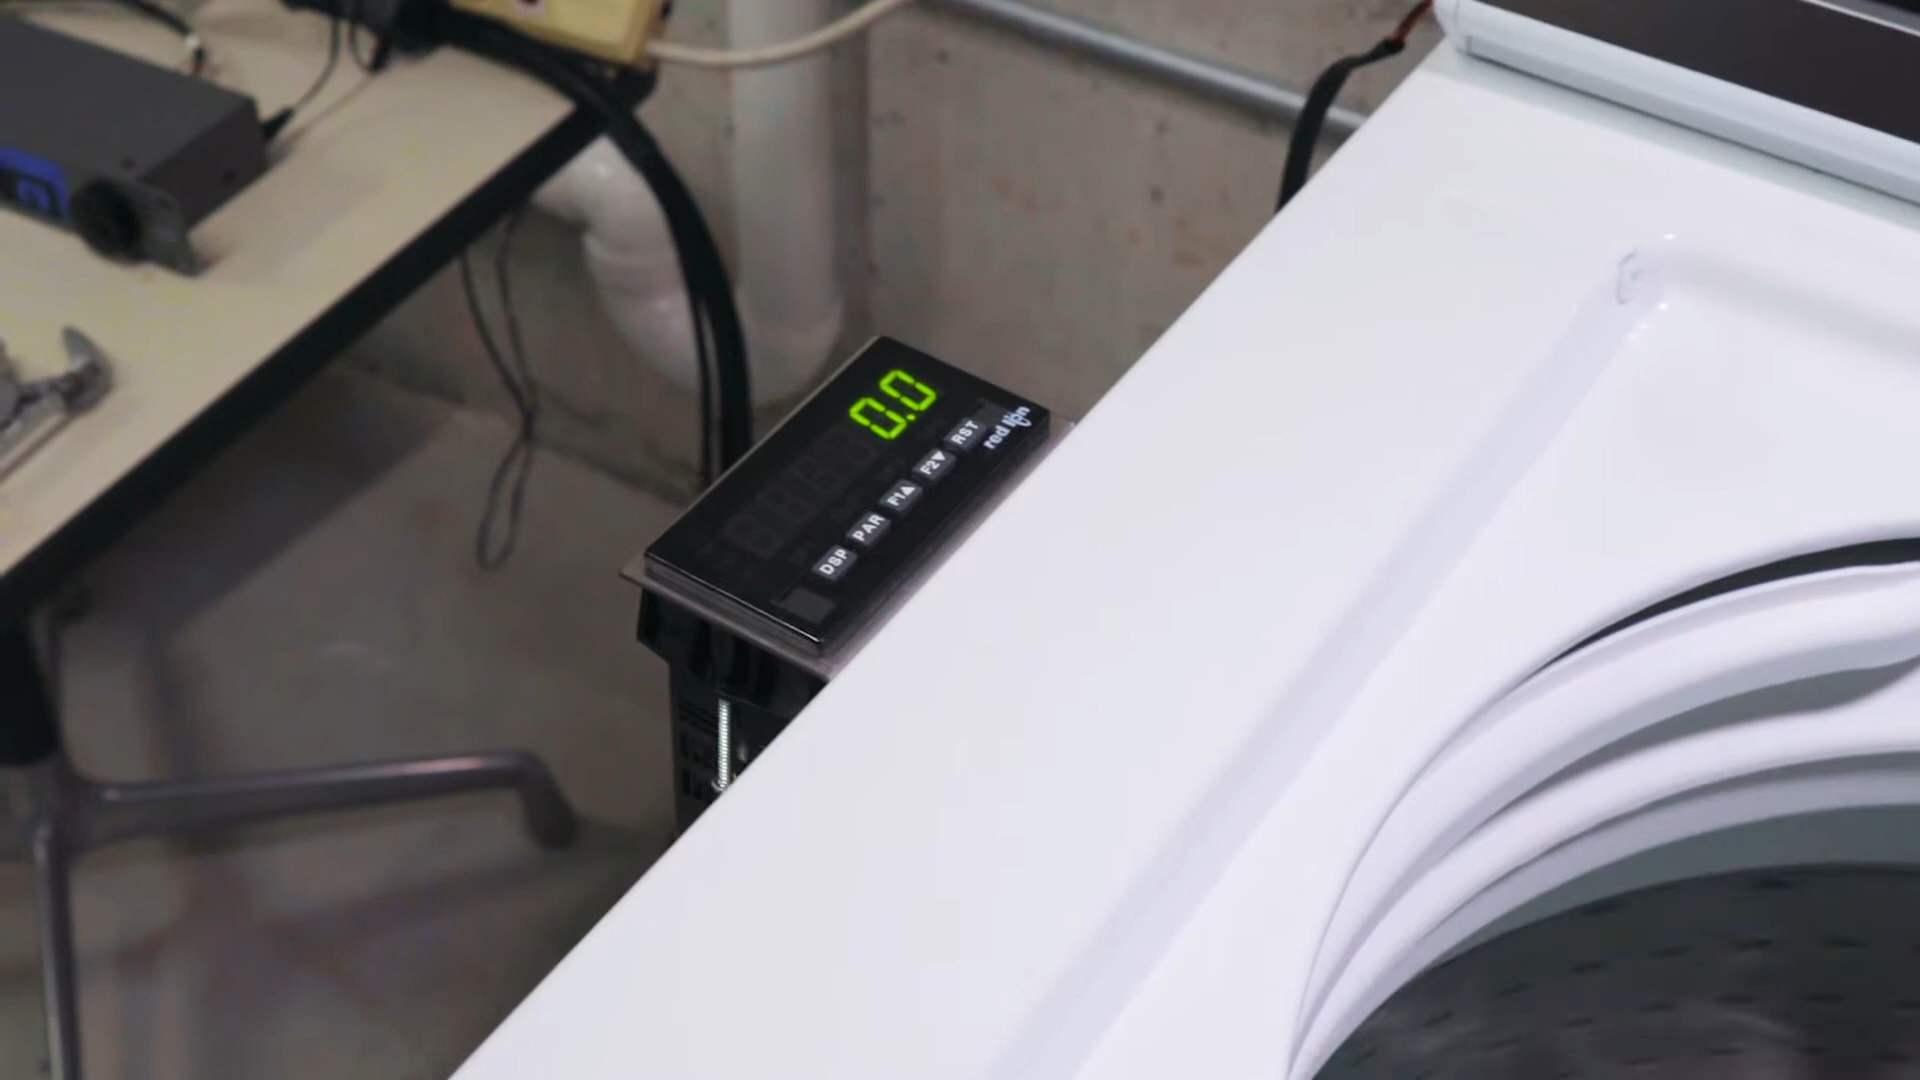 0.0
DSP PAR F1▲ F2▼ RST
red lion